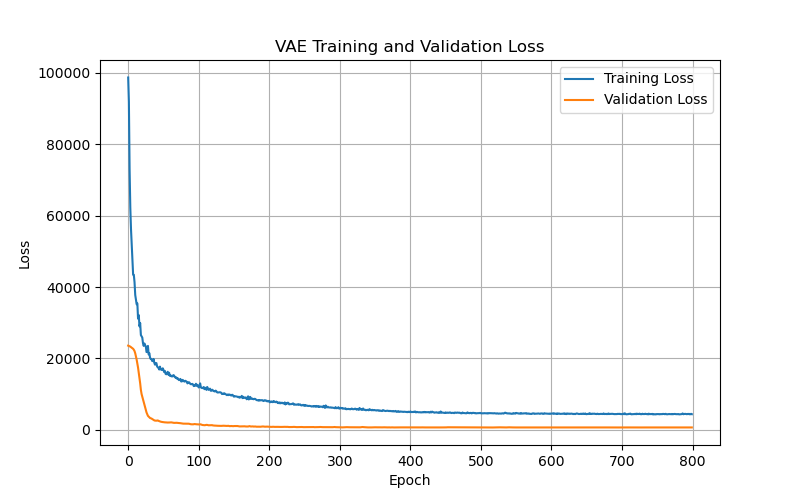 VAE Training and Validation Loss
100000
80000
60000
40000
20000
0
Loss
Training Loss
Validation Loss
0 100 200 300 400 500 600 700 800
Epoch